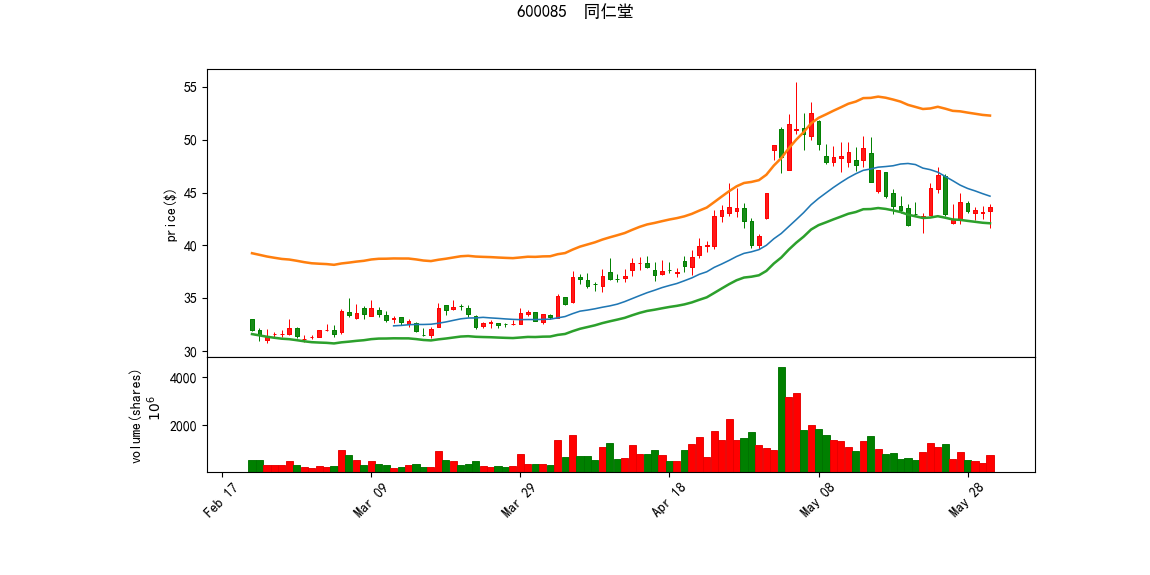 600085 同仁堂
price($)
55
50
45
40
35
30
volume(shares)
10^6
4000
2000
Feb 17
Mar 09
Mar 29
Apr 18
May 08
May 28